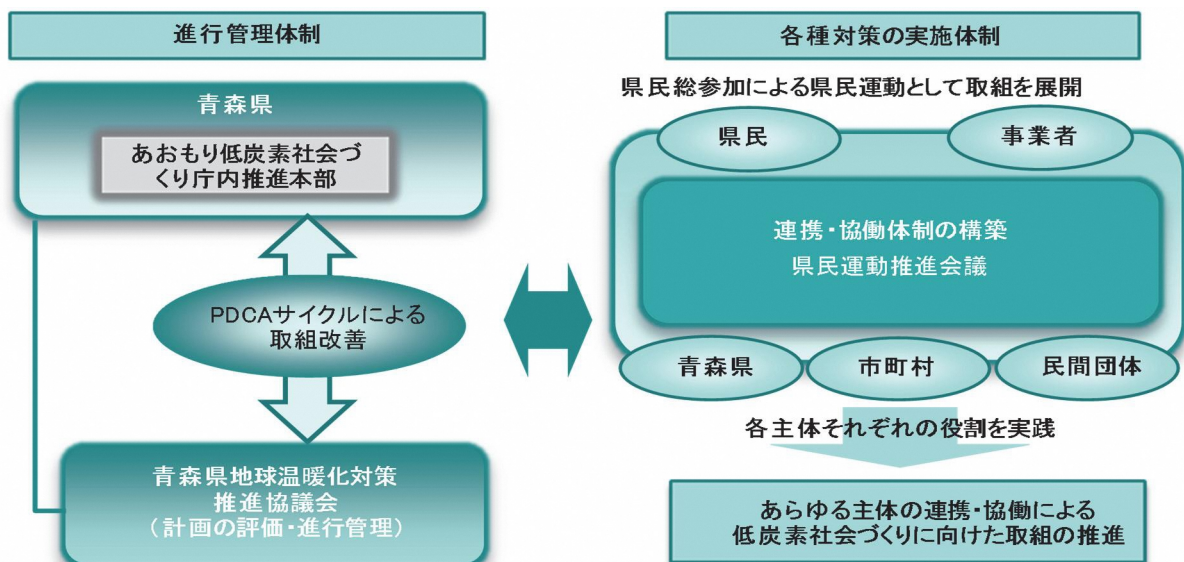 進行管理体制
青森県
あおもり低炭素社会づ
くり庁内推進本部
PDCAサイクルによる
取組改善
青森県地球温暖化対策
推進協議会
(計画の評価・進行管理)
各種対策の実施体制
県民総参加による県民運動として取組を展開
県民
事業者
連携・協働体制の構築
県民運動推進会議
青森県
市町村
民間団体
各主体それぞれの役割を実践
あらゆる主体の連携・協働による
低炭素社会づくりに向けた取組の推進